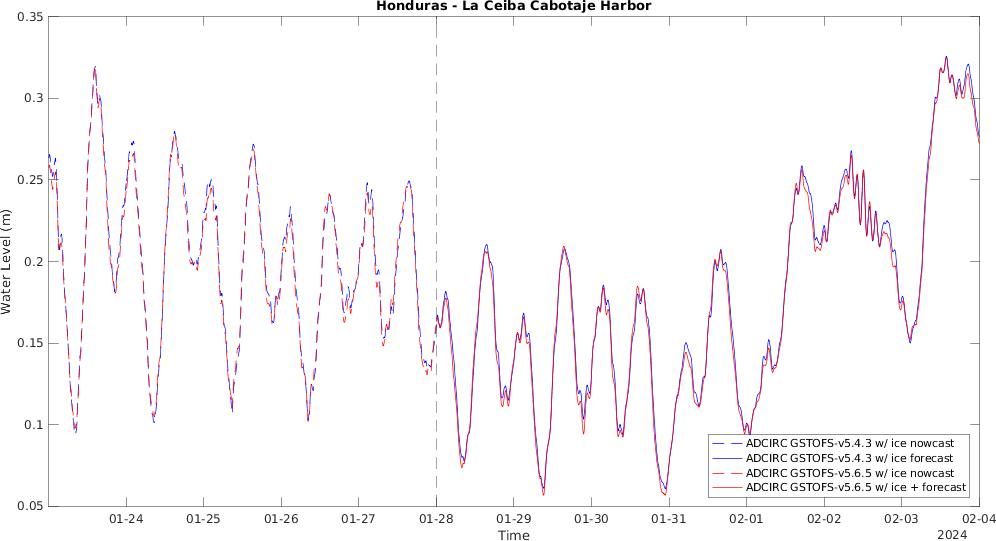 Honduras - La Ceiba Cabotaje Harbor
0.35
0.3
0.25
0.2
0.15
0.1
0.05
Water Level (m)
01-24 01-25 01-26 01-27 01-28 01-29 01-30 01-31 02-01 02-02 02-03 02-04
Time
2024
ADCIRC GSTOFS-v5.4.3 w/ ice nowcast
ADCIRC GSTOFS-v5.4.3 w/ ice forecast
ADCIRC GSTOFS-v5.6.5 w/ ice nowcast
ADCIRC GSTOFS-v5.6.5 w/ ice + forecast